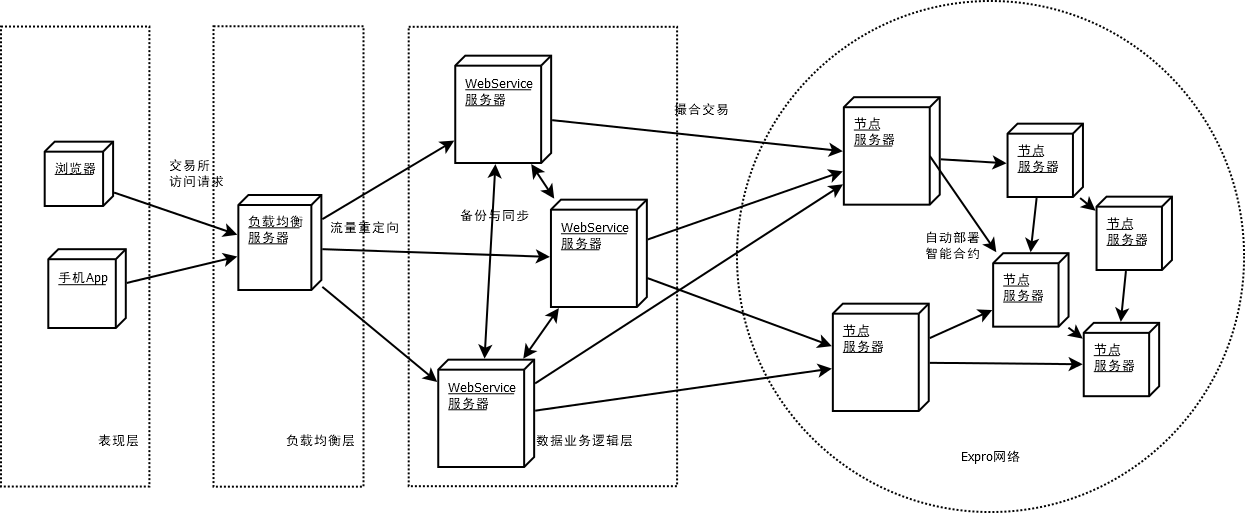 浏览器
手机App
表现层
交易所
访问请求
负载均衡
服务器
负载均衡层
流量重定向
WebService
服务器
备份与同步
WebService
服务器
WebService
服务器
数据业务逻辑层
撮合交易
节点
服务器
节点
服务器
节点
服务器
自动部署
智能合约
节点
服务器
节点
服务器
节点
服务器
Expro网络